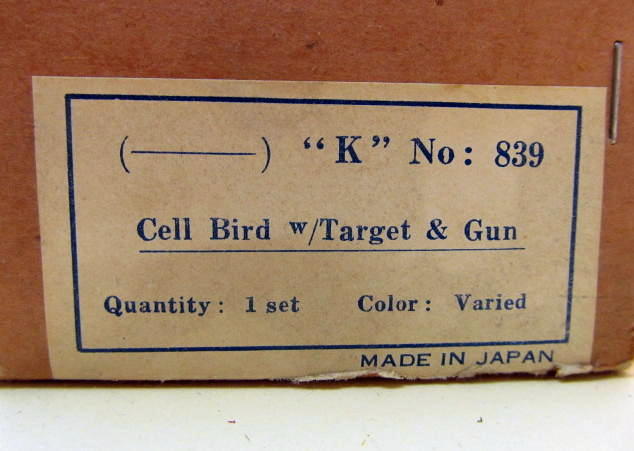 (————) “K” No: 839
Cell Bird w/Target & Gun
Quantity: 1 set Color: Varied
MADE IN JAPAN